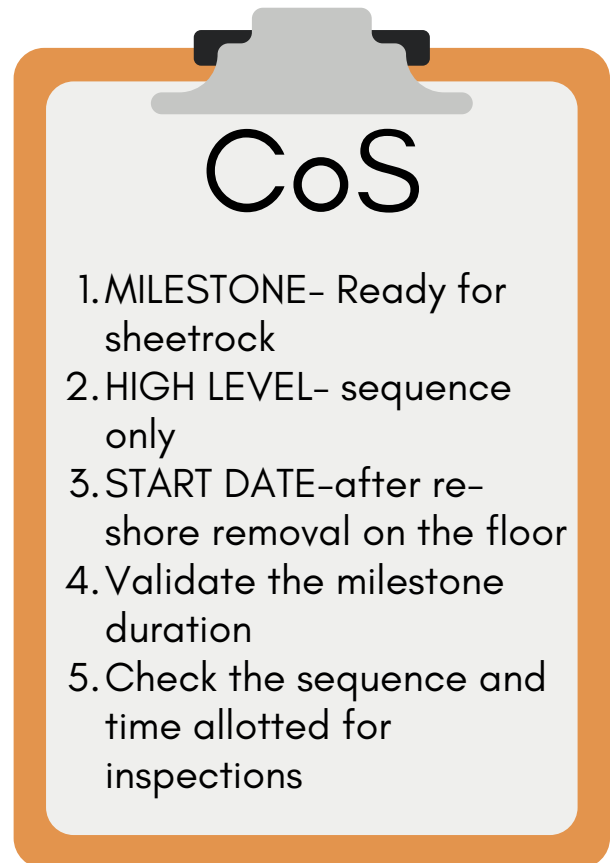 CoS
1. MILESTONE- Ready for
sheetrock
2. HIGH LEVEL- sequence
only
3. START DATE-after re-
shore removal on the floor
4. Validate the milestone
duration
5. Check the sequence and
time allotted for
inspections